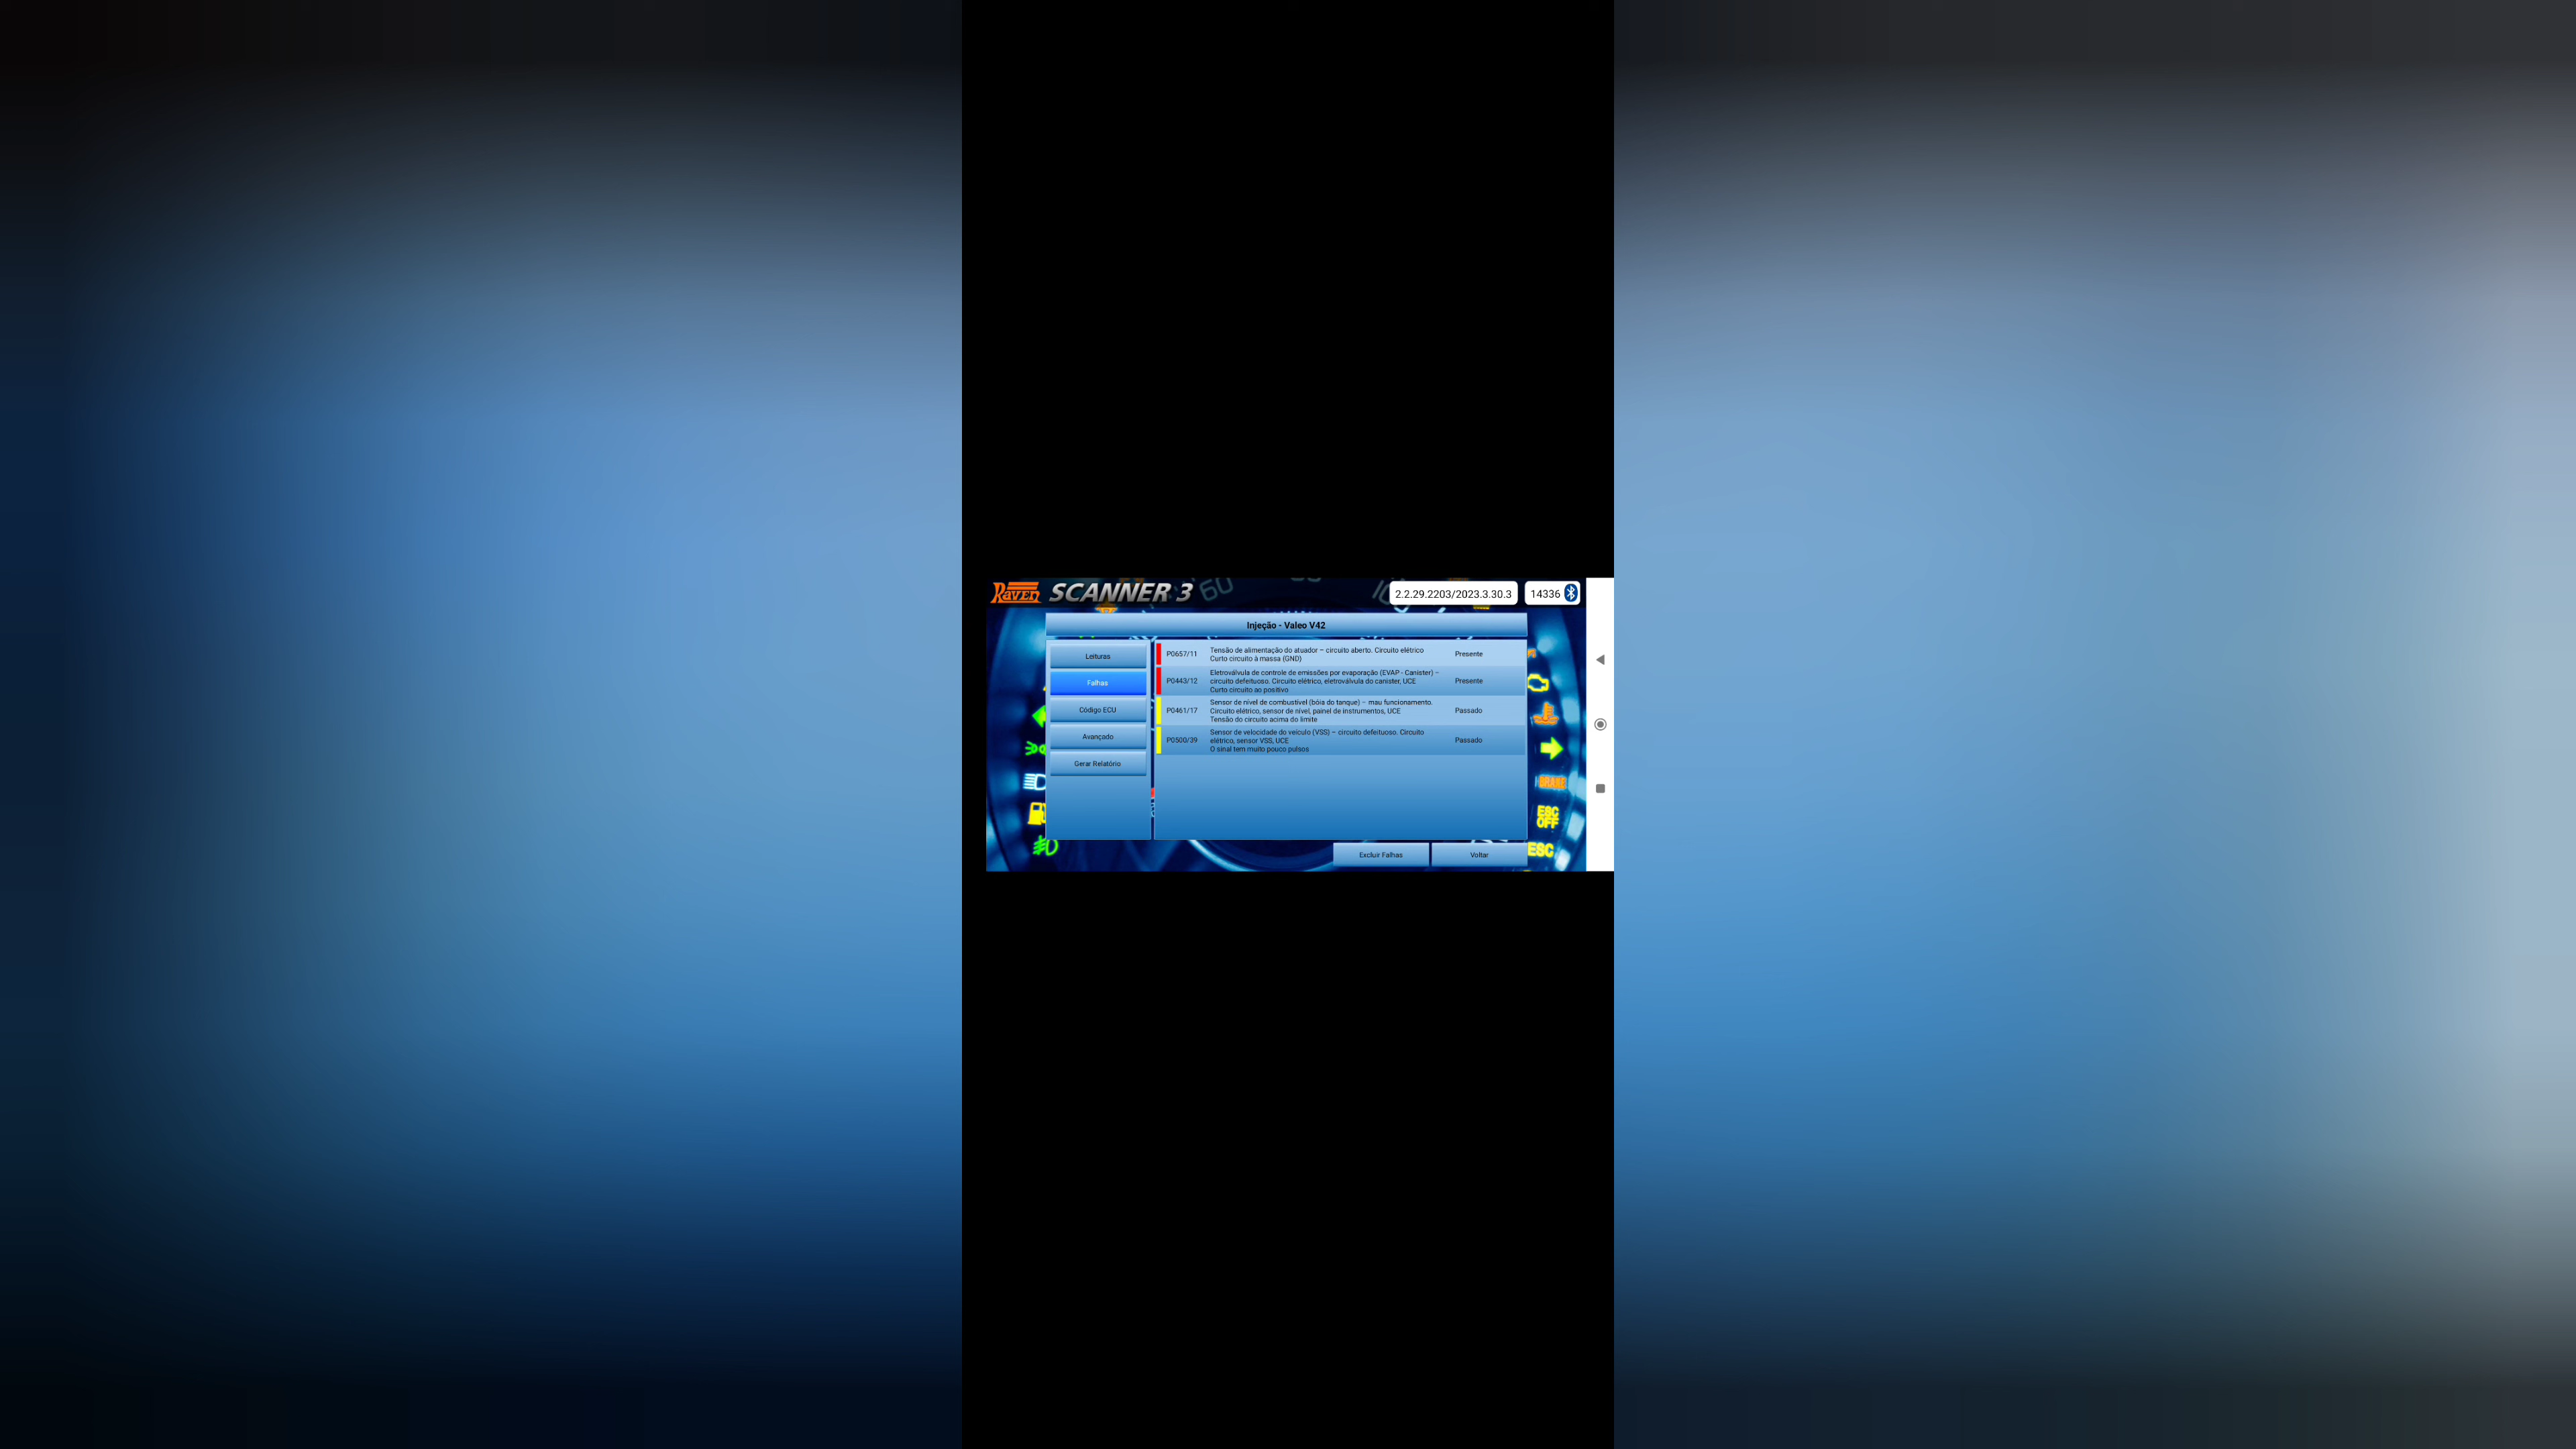 Raven SCANNER 3
2.2.29.2203/2023.3.30.3
14336
60
Injeção - Valeo V42
Leituras
Falhas
Código ECU
Avançado
Gerar Relatório
P0657/11
Tensão de alimentação do atuador – circuito aberto. Circuito elétrico
Curto circuito à massa (GND)
Presente
P0443/12
Eletroválvula de controle de emissões por evaporação (EVAP - Canister) –
circuito defeituoso. Circuito elétrico, eletroválvula do canister, UCE
Curto circuito ao positivo
Presente
P0461/17
Sensor de nível de combustível (bóia do tanque) – mau funcionamento.
Circuito elétrico, sensor de nível, painel de instrumentos, UCE
Tensão do circuito acima do limite
Passado
P0500/39
Sensor de velocidade do veículo (VSS) – circuito defeituoso. Circuito
elétrico, sensor VSS, UCE
O sinal tem muito pouco pulsos
Passado
BRAKE
ESC
OFF
ESC
Excluir Falhas
Voltar